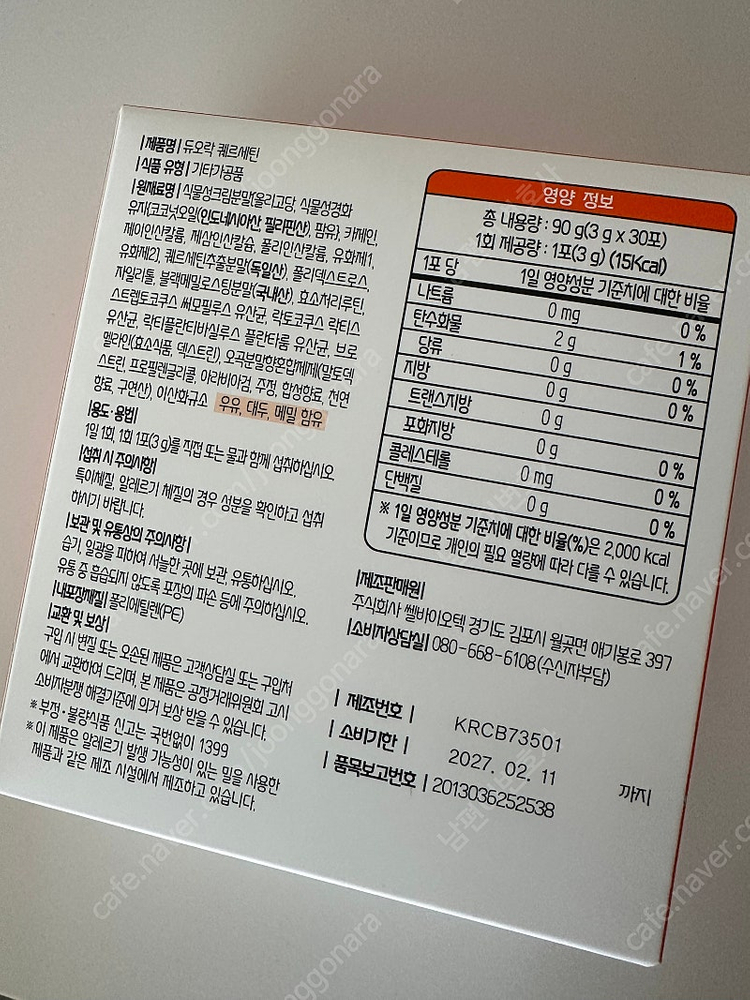 |제품명| 듀오락 퀘르세틴
|식품 유형| 기타가공품
|원재료명| 식물성크림분말{올리고당, 식물성경화
유지(코코넛오일(인도네시아산, 필리핀산), 팜유), 카제인,
제이인산칼륨, 제삼인산칼슘, 폴리인산칼륨, 유화제1,
유화제2}, 퀘르세틴추출분말(독일산), 폴리덱스트로스,
자일리톨, 블랙메밀로스팅분말(국내산), 효소처리루틴,
스트렙토코쿠스 써모필루스 유산균, 락토코쿠스 락티스
유산균, 락티플란티바실루스 플란타룸 유산균, 브로
멜라인(효소식품, 덱스트린), 오곡분말향혼합제제(말토덱
스트린, 프로필렌글리콜, 아라비아검, 주정, 합성향료, 천연
향료, 구연산), 이산화규소 우유, 대두, 메밀 함유
|용도·용법|
1일 1회, 1회 1포(3 g)를 직접 또는 물과 함께 섭취하십시오.
|섭취 시 주의사항|
특이체질, 알레르기 체질의 경우 성분을 확인하고 섭취
하시기 바랍니다.
|보관 및 유통상의 주의사항|
습기, 일광을 피하여 서늘한 곳에 보관, 유통하십시오.
유통 중 흡습되지 않도록 포장의 파손 등에 주의하십시오.
|내포장재질| 폴리에틸렌(PE)
|교환 및 보상|
구입 시 변질 또는 오손된 제품은 고객상담실 또는 구입처
에서 교환하여 드리며, 본 제품은 공정거래위원회 고시
소비자분쟁 해결기준에 의거 보상 받을 수 있습니다.
※ 부정·불량식품 신고는 국번없이 1399
※ 이 제품은 알레르기 발생 가능성이 있는 밀을 사용한
제품과 같은 제조 시설에서 제조하고 있습니다.
영양 정보
총 내용량 : 90 g(3 g x 30포)
1회 제공량 : 1포(3 g) (15Kcal)
1포 당 1일 영양성분 기준치에 대한 비율
나트륨 0 mg 0 %
탄수화물 2 g 1 %
당류 0 g 0 %
지방 0 g 0 %
트랜스지방 0 g
포화지방 0 g 0 %
콜레스테롤 0 mg 0 %
단백질 0 g 0 %
※ 1일 영양성분 기준치에 대한 비율(%)은 2,000 kcal
기준이므로 개인의 필요 열량에 따라 다를 수 있습니다.
|제조판매원|
주식회사 쎌바이오텍 경기도 김포시 월곶면 애기봉로 397
|소비자상담실| 080-668-6108(수신자부담)
| 제조번호 | KRCB73501
| 소비기한 | 2027. 02. 11 까지
| 품목보고번호 | 2013036252538
cafe.naver.com/joonggonara